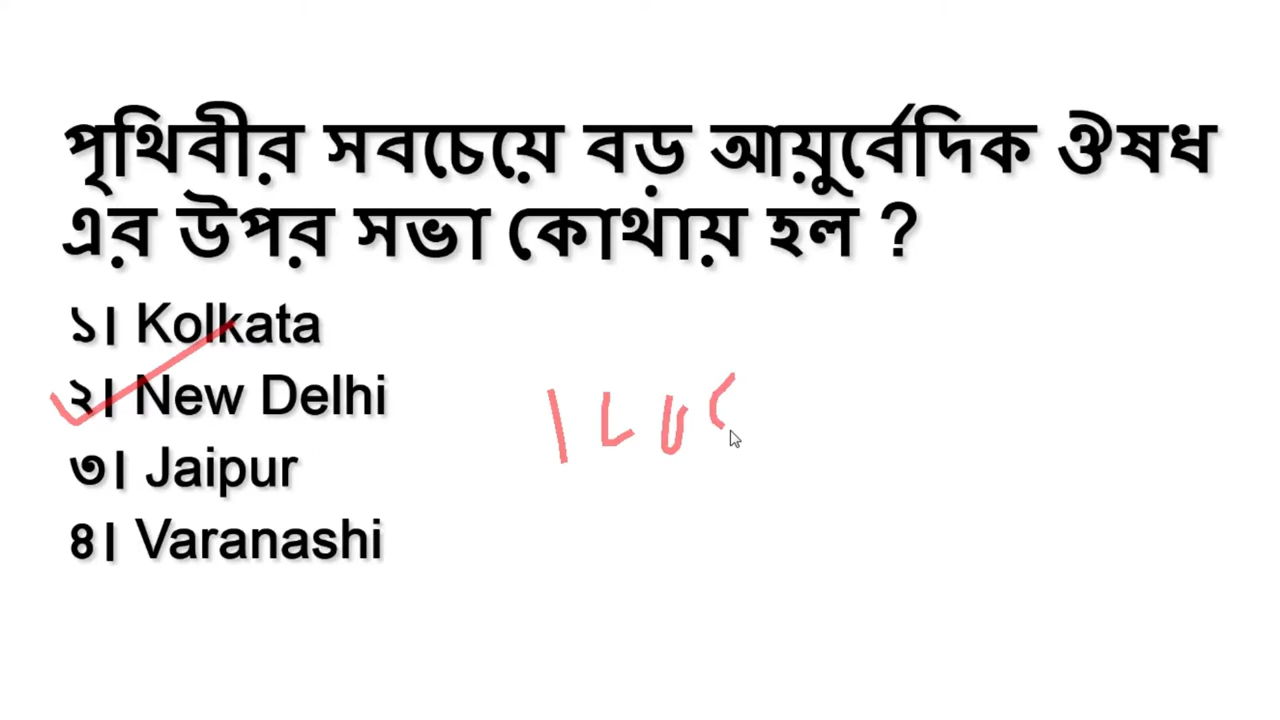 পৃথিবীর সবচেয়ে বড় আয়ুর্বেদিক ঔষধ
এর উপর সভা কোথায় হল ?
১। Kolkata
২। New Delhi
৩। Jaipur
৪। Varanashi